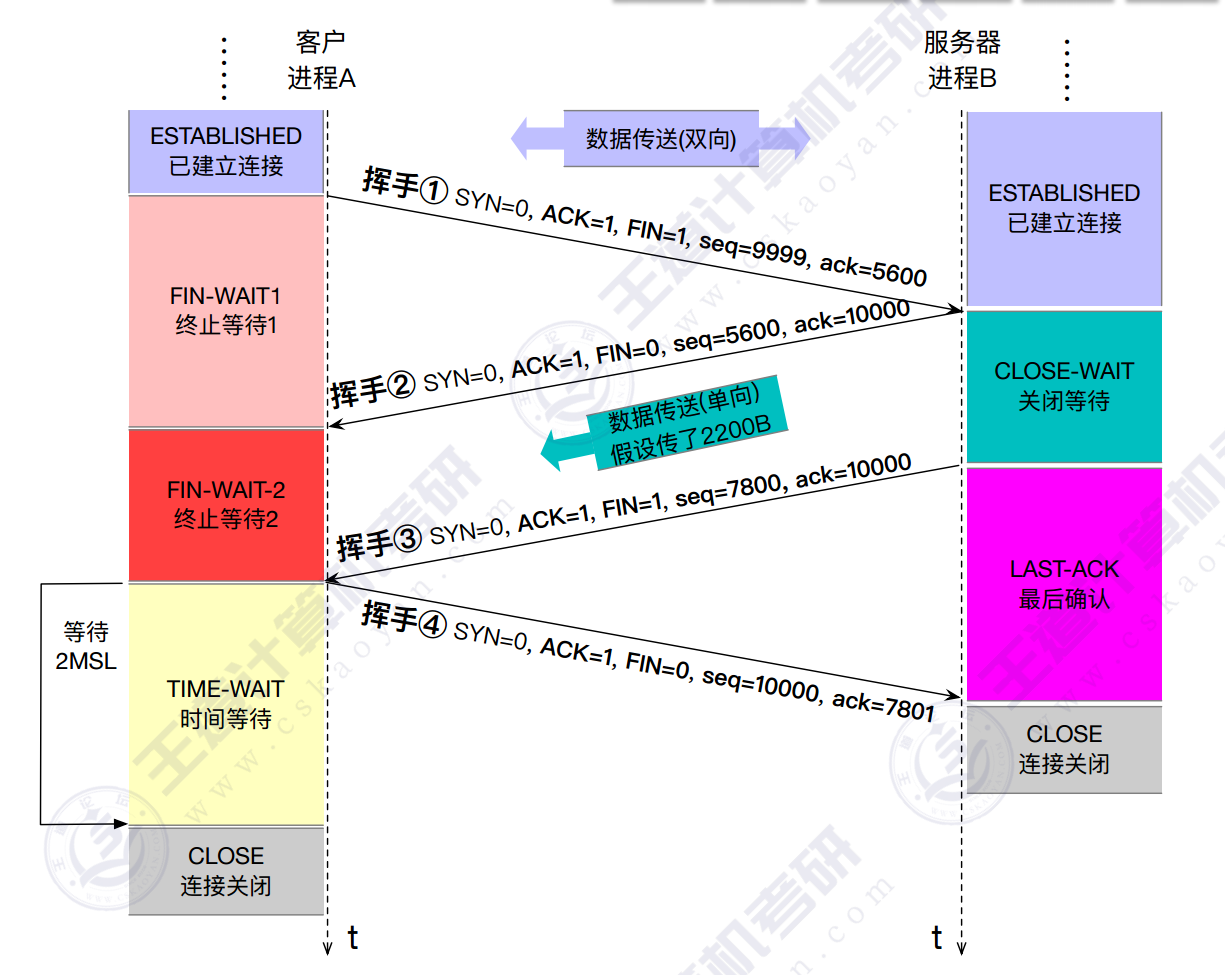 客户
进程A
服务器
进程B
ESTABLISHED
已建立连接
数据传送(双向)
ESTABLISHED
已建立连接
挥手① SYN=0, ACK=1, FIN=1, seq=9999, ack=5600
FIN-WAIT1
终止等待1
挥手② SYN=0, ACK=1, FIN=0, seq=5600, ack=10000
CLOSE-WAIT
关闭等待
数据传送(单向)
假设传了2200B
FIN-WAIT-2
终止等待2
挥手③ SYN=0, ACK=1, FIN=1, seq=7800, ack=10000
LAST-ACK
最后确认
挥手④ SYN=0, ACK=1, FIN=0, seq=10000, ack=7801
等待
2MSL
TIME-WAIT
时间等待
CLOSE
连接关闭
CLOSE
连接关闭
t
t
王道计算机考研
www.cskaoyan.com